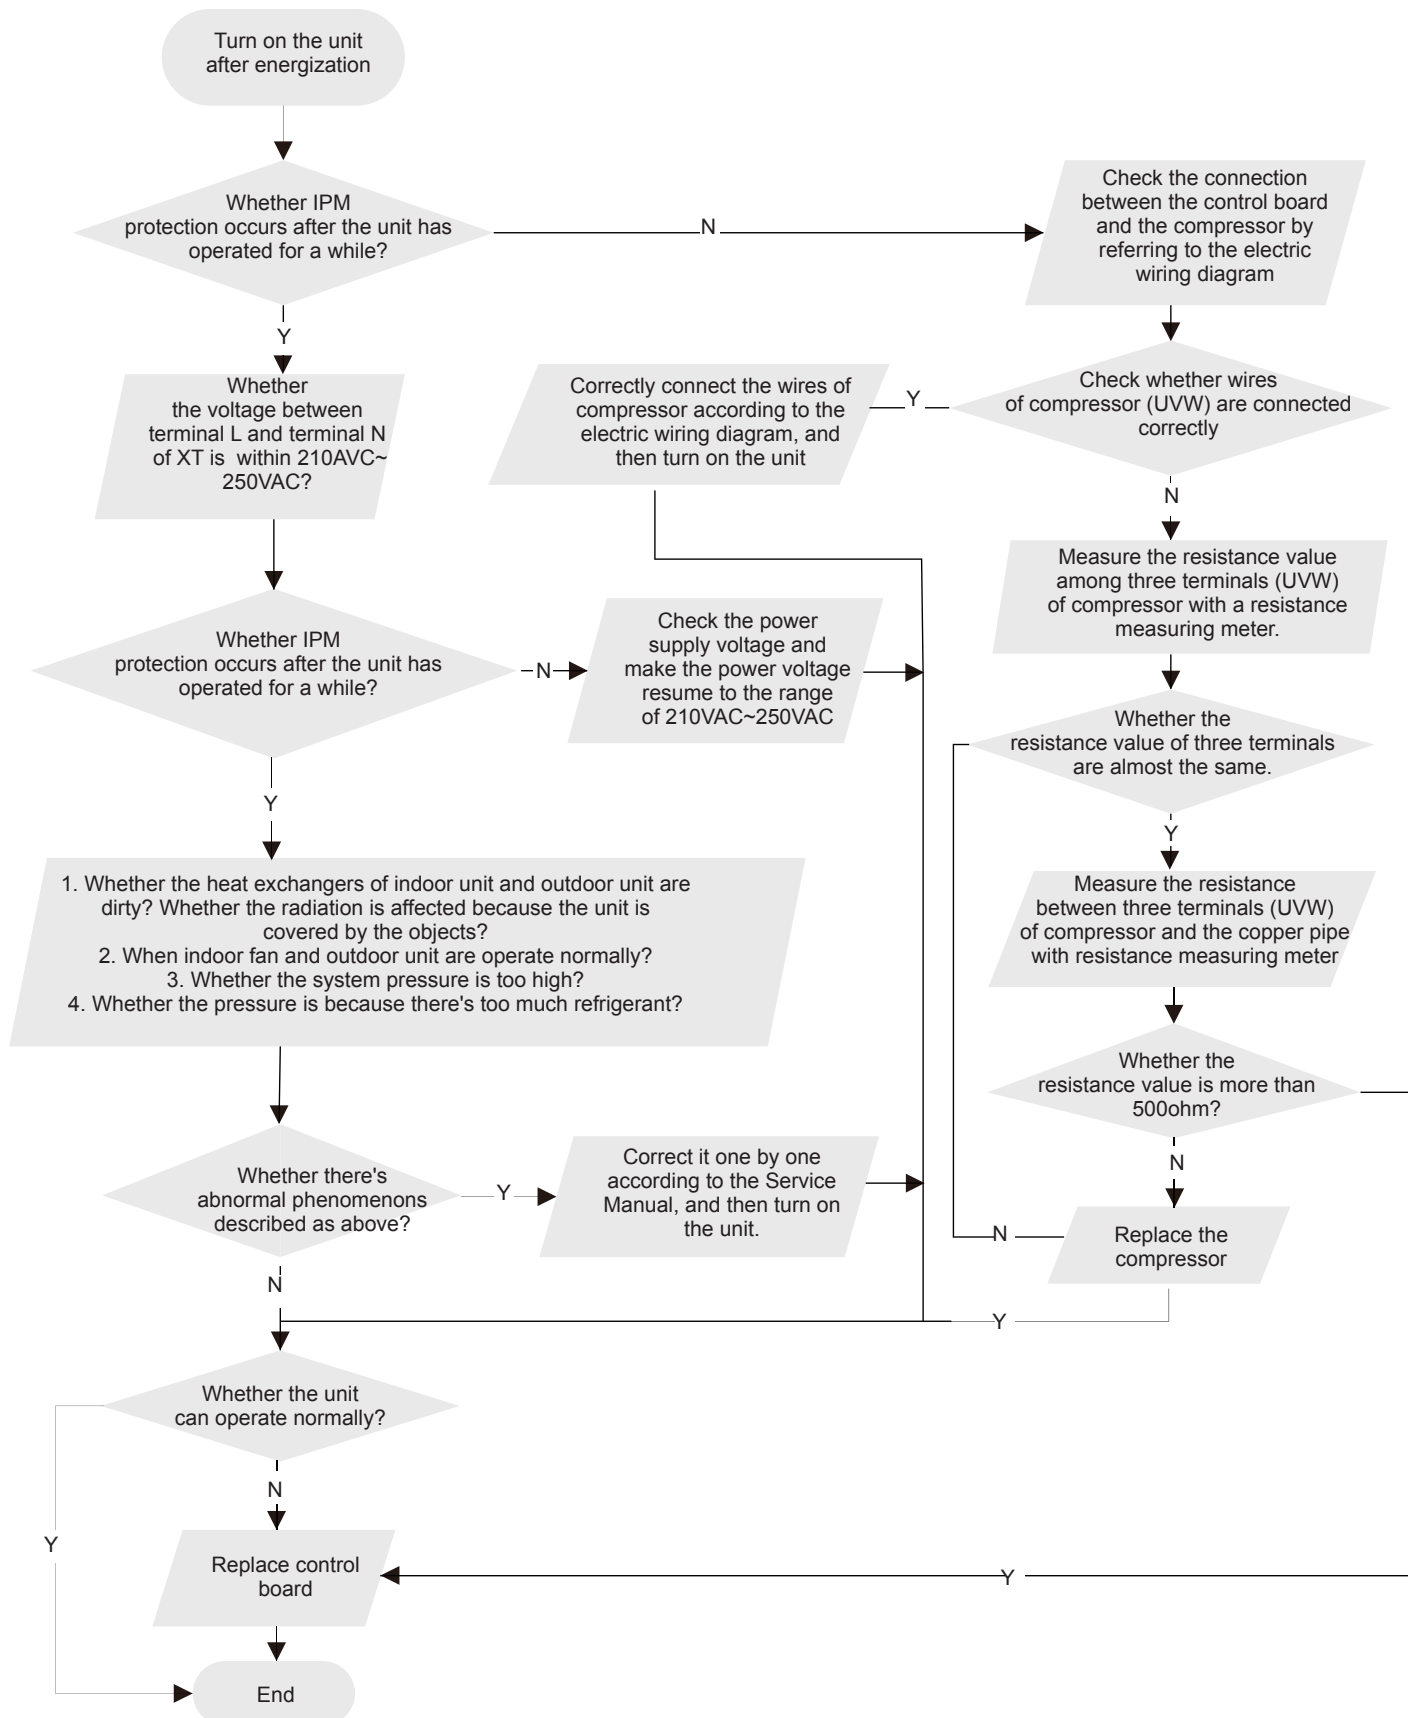 Turn on the unit
after energization
Whether IPM
protection occurs after the unit has
operated for a while?
N
Y
Whether
the voltage between
terminal L and terminal N
of XT is  within 210AVC~
250VAC?
Whether IPM
protection occurs after the unit has
operated for a while?
N
Check the power
supply voltage and
make the power voltage
resume to the range
of 210VAC~250VAC
Y
1. Whether the heat exchangers of indoor unit and outdoor unit are
dirty? Whether the radiation is affected because the unit is
covered by the objects?
2. When indoor fan and outdoor unit are operate normally?
3. Whether the system pressure is too high?
4. Whether the pressure is because there's too much refrigerant?
Whether there's
abnormal phenomenons
described as above?
Y
Correct it one by one
according to the Service
Manual, and then turn on
the unit.
N
Whether the unit
can operate normally?
N
Y
Replace control
board
End
Check the connection
between the control board
and the compressor by
referring to the electric
wiring diagram
Check whether wires
of compressor (UVW) are connected
correctly
Y
Correctly connect the wires of
compressor according to the
electric wiring diagram, and
then turn on the unit
N
Measure the resistance value
among three terminals (UVW)
of compressor with a resistance
measuring meter.
Whether the
resistance value of three terminals
are almost the same.
Y
Measure the resistance
between three terminals (UVW)
of compressor and the copper pipe
with resistance measuring meter
Whether the
resistance value is more than
500ohm?
N
N
Replace the
compressor
Y
Y